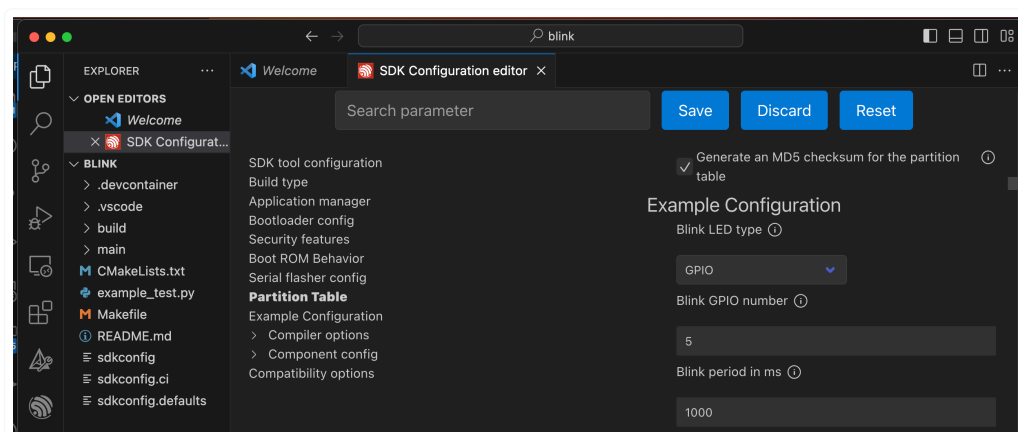 blink
EXPLORER
OPEN EDITORS
Welcome
SDK Configurat...
BLINK
.devcontainer
.vscode
build
main
CMakeLists.txt
example_test.py
Makefile
README.md
sdkconfig
sdkconfig.ci
sdkconfig.defaults
Welcome
SDK Configuration editor
Search parameter
Save
Discard
Reset
SDK tool configuration
Build type
Application manager
Bootloader config
Security features
Boot ROM Behavior
Serial flasher config
Partition Table
Example Configuration
Compiler options
Component config
Compatibility options
Generate an MD5 checksum for the partition
table
Example Configuration
Blink LED type
GPIO
Blink GPIO number
5
Blink period in ms
1000